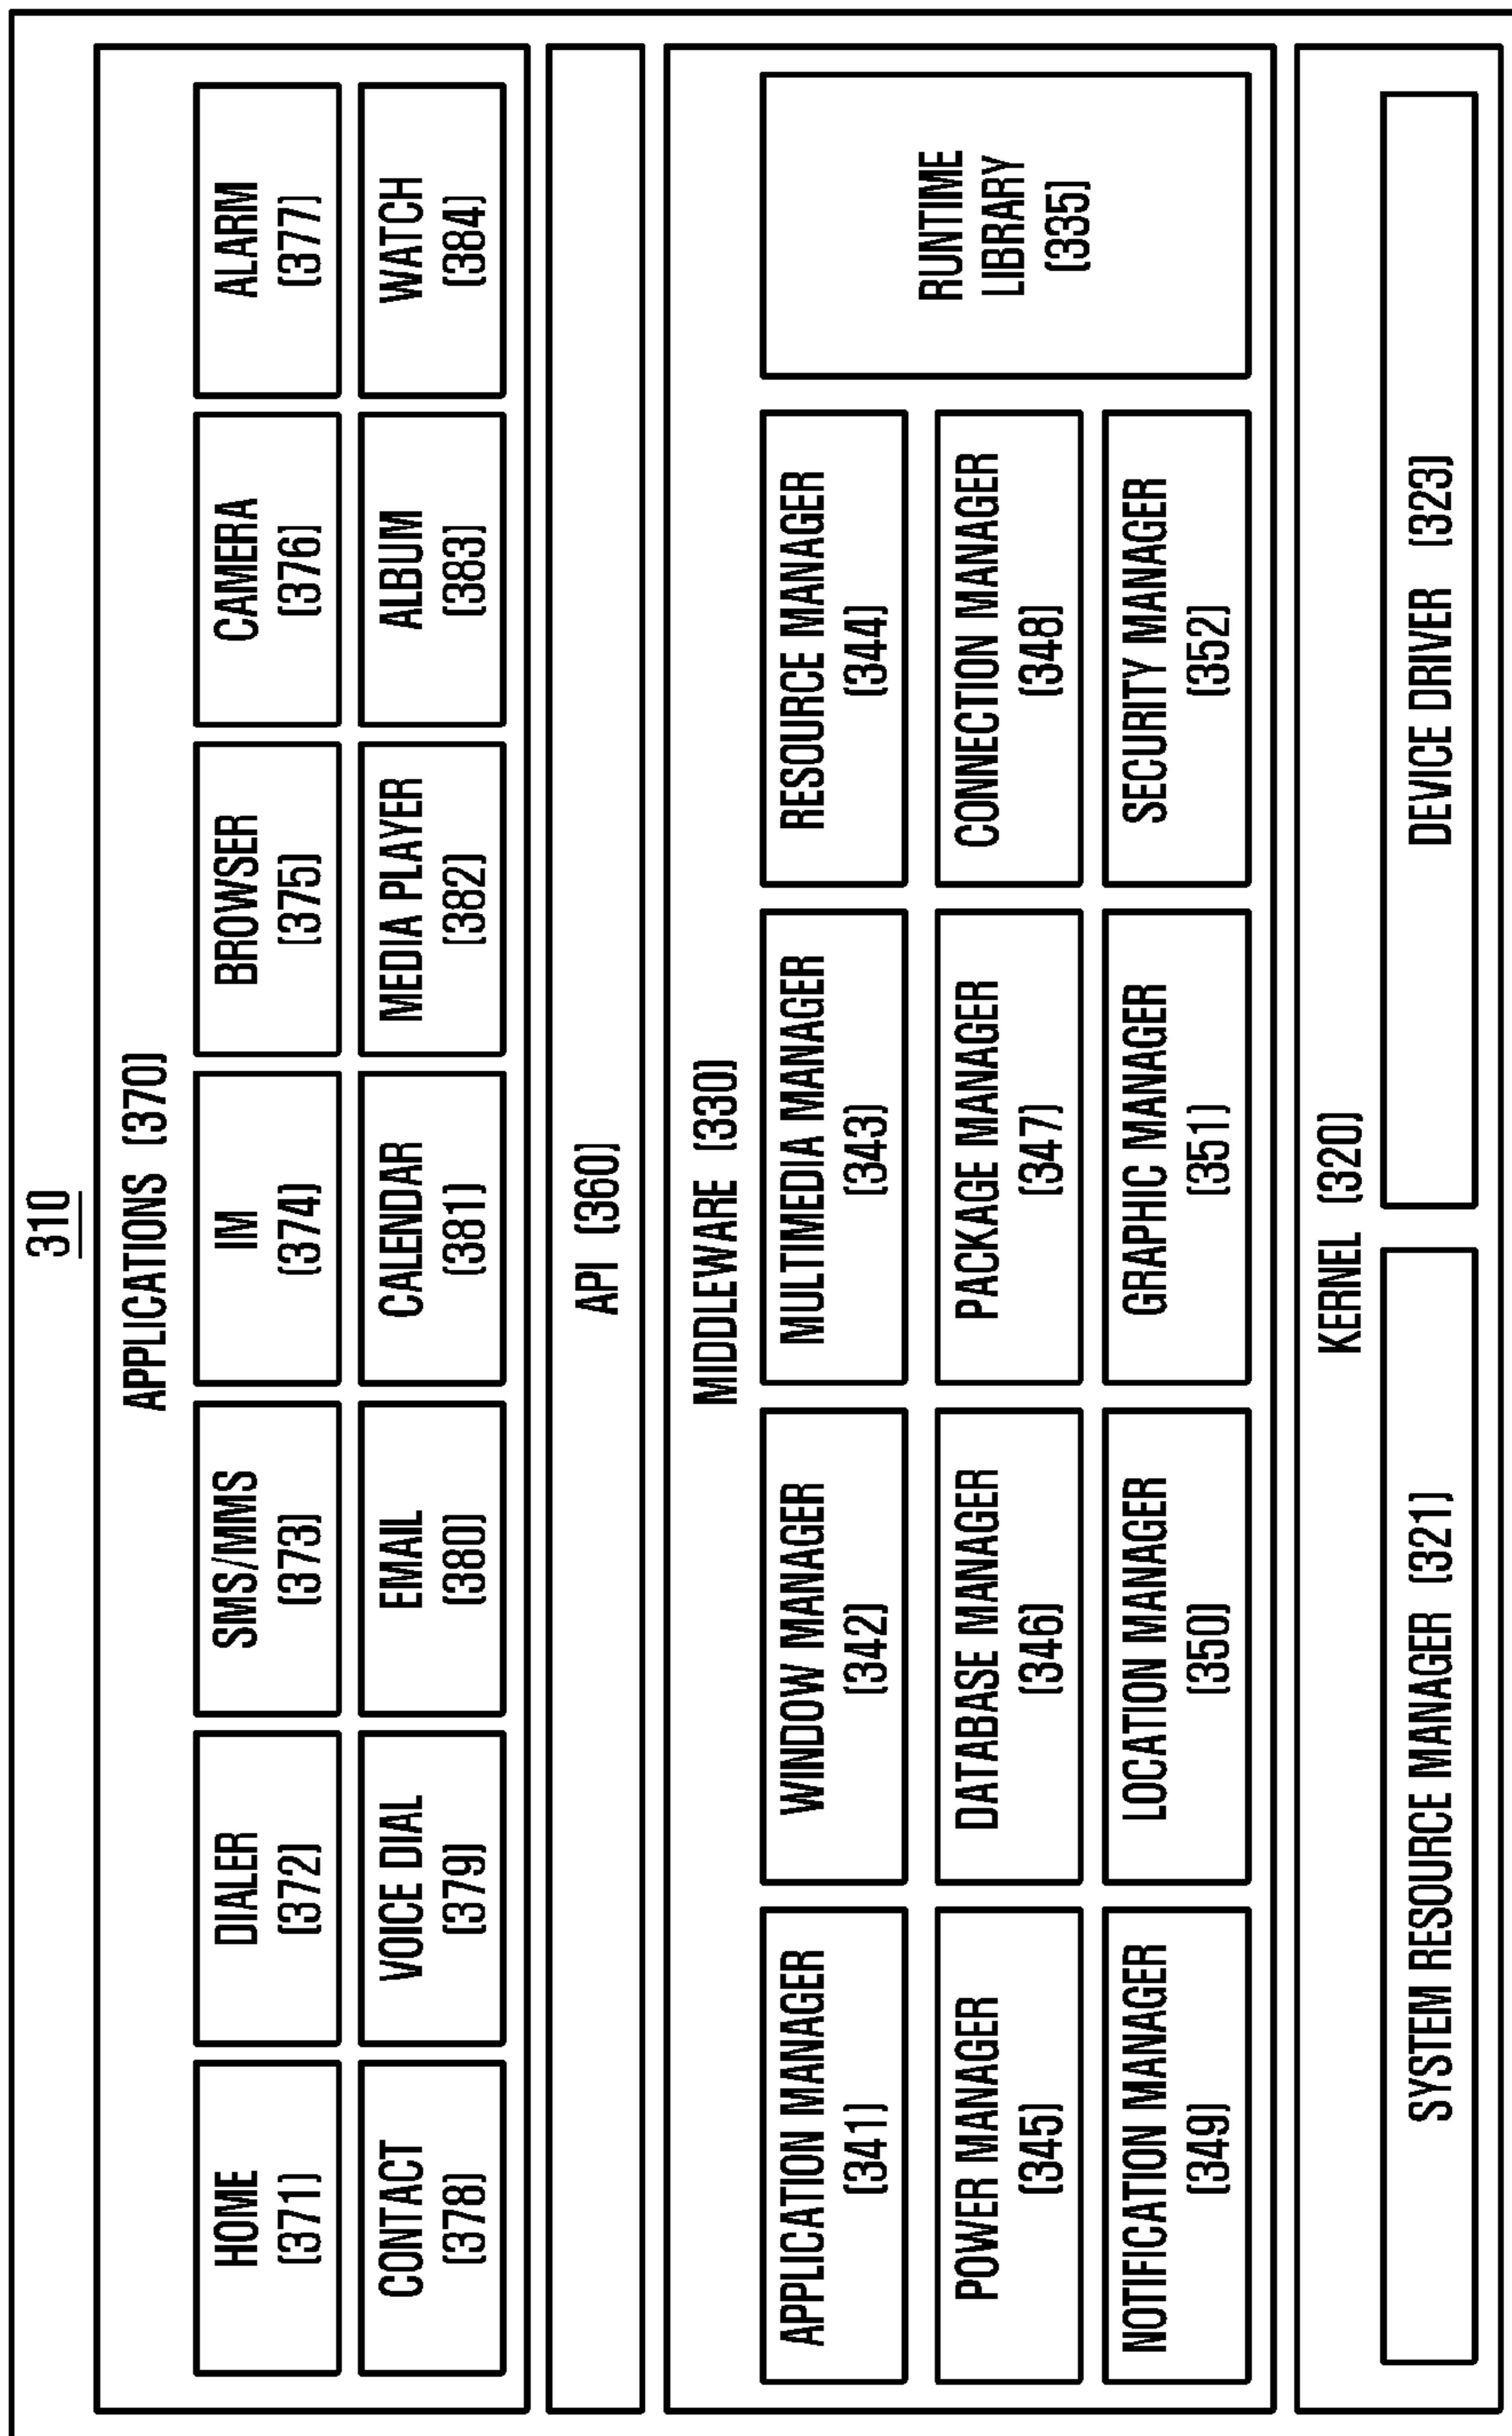 310
APPLICATIONS (370)
HOME
(371)
DIALER
(372)
SMS/MMS
(373)
IM
(374)
BROWSER
(375)
CAMERA
(376)
ALARM
(377)
CONTACT
(378)
VOICE DIAL
(379)
EMAIL
(380)
CALENDAR
(381)
MEDIA PLAYER
(382)
ALBUM
(383)
WATCH
(384)
API (360)
MIDDLEWARE (330)
APPLICATION MANAGER
(341)
WINDOW MANAGER
(342)
MULTIMEDIA MANAGER
(343)
RESOURCE MANAGER
(344)
POWER MANAGER
(345)
DATABASE MANAGER
(346)
PACKAGE MANAGER
(347)
CONNECTION MANAGER
(348)
NOTIFICATION MANAGER
(349)
LOCATION MANAGER
(350)
GRAPHIC MANAGER
(351)
SECURITY MANAGER
(352)
RUNTIME
LIBRARY
(335)
KERNEL (320)
SYSTEM RESOURCE MANAGER (321)
DEVICE DRIVER (323)